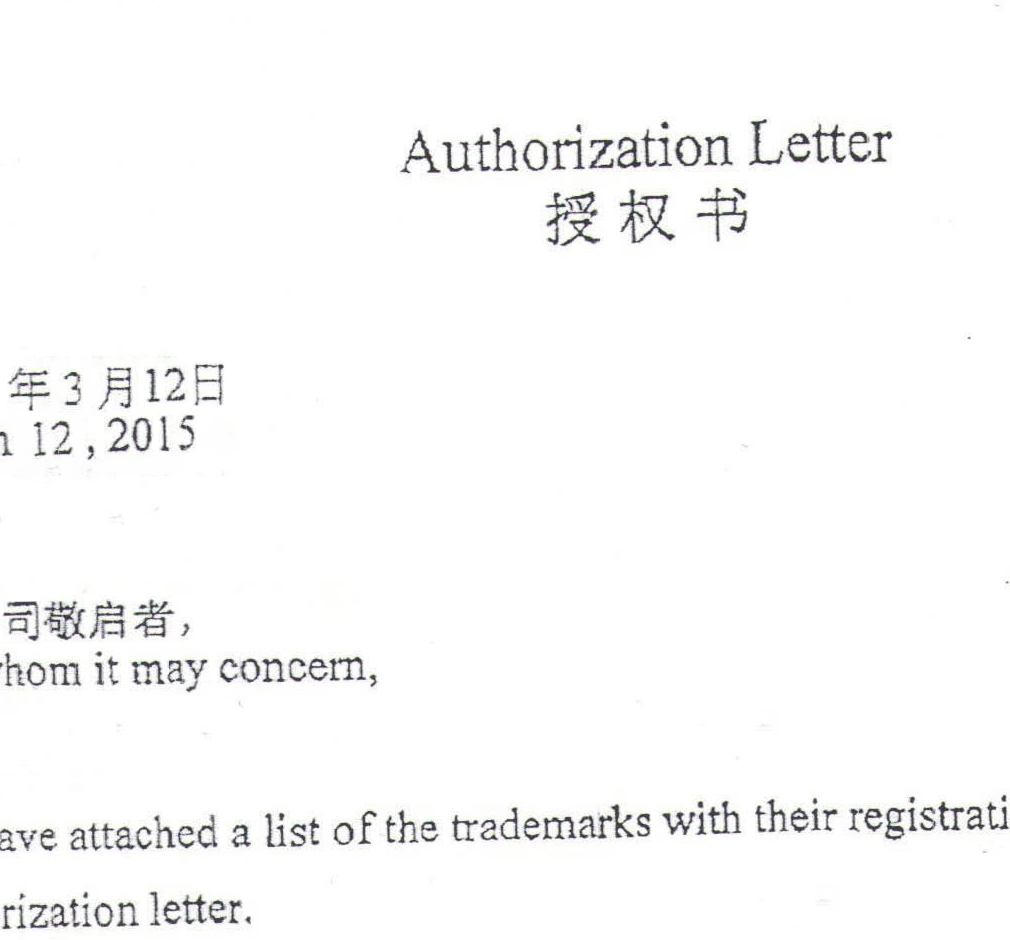 Authorization Letter
授权书
年3月12日
12 , 2015
司敬启者，
whom it may concern,
ave attached a list of the trademarks with their registrati
rization letter.